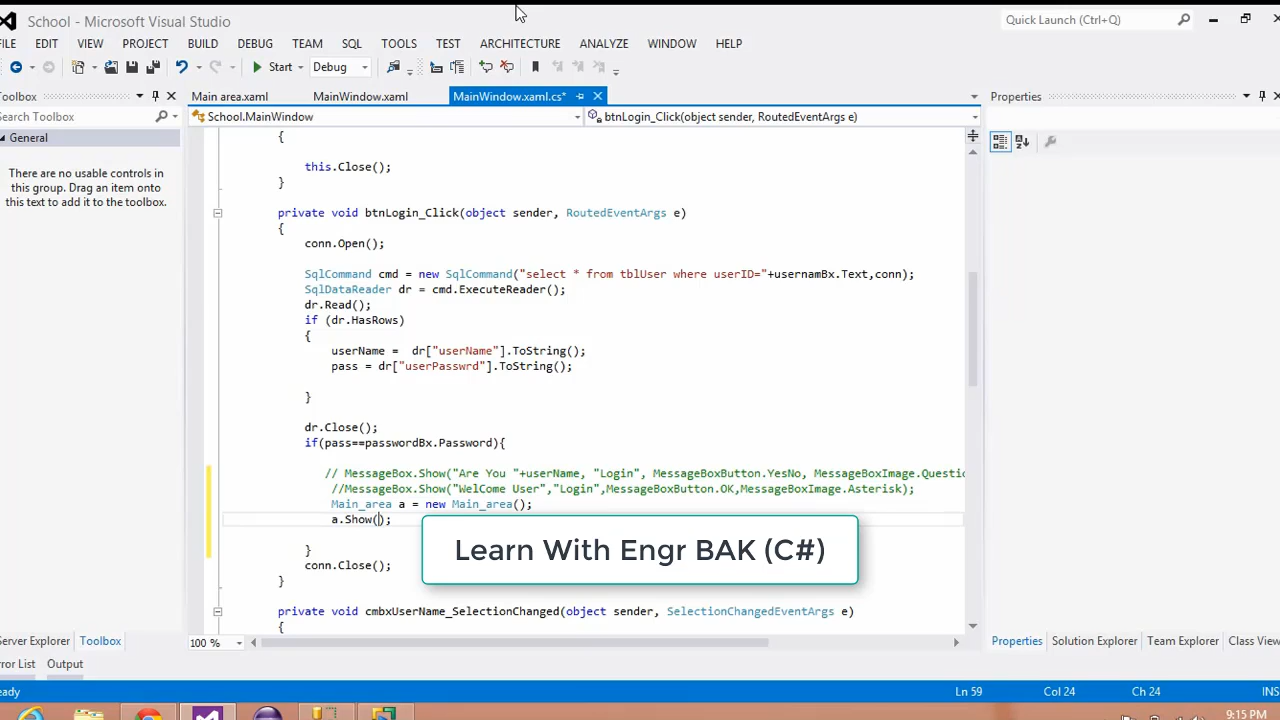 School - Microsoft Visual Studio
Quick Launch (Ctrl+Q)
FILE EDIT VIEW PROJECT BUILD DEBUG TEAM SQL TOOLS TEST ARCHITECTURE ANALYZE WINDOW HELP
Start Debug
Toolbox
Main area.xaml MainWindow.xaml MainWindow.xaml.cs*
Properties
Search Toolbox
School.MainWindow
btnLogin_Click(object sender, RoutedEventArgs e)
General
There are no usable controls in
this group. Drag an item onto
this text to add it to the toolbox.
{
this.Close();
}
private void btnLogin_Click(object sender, RoutedEventArgs e)
{
conn.Open();
SqlCommand cmd = new SqlCommand("select * from tblUser where userID="+usernamBx.Text,conn);
SqlDataReader dr = cmd.ExecuteReader();
dr.Read();
if (dr.HasRows)
{
userName =  dr["userName"].ToString();
pass = dr["userPasswrd"].ToString();
}
dr.Close();
if(pass==passwordBx.Password){
// MessageBox.Show("Are You "+userName, "Login", MessageBoxButton.YesNo, MessageBoxImage.Questio
//MessageBox.Show("WelCome User","Login",MessageBoxButton.OK,MessageBoxImage.Asterisk);
Main_area a = new Main_area();
a.Show();
Learn With Engr BAK (C#)
}
conn.Close();
}
private void cmbxUserName_SelectionChanged(object sender, SelectionChangedEventArgs e)
{
100 %
Server Explorer Toolbox
Properties Solution Explorer Team Explorer Class View
rror List Output
eady
Ln 59 Col 24 Ch 24 INS
9:15 PM